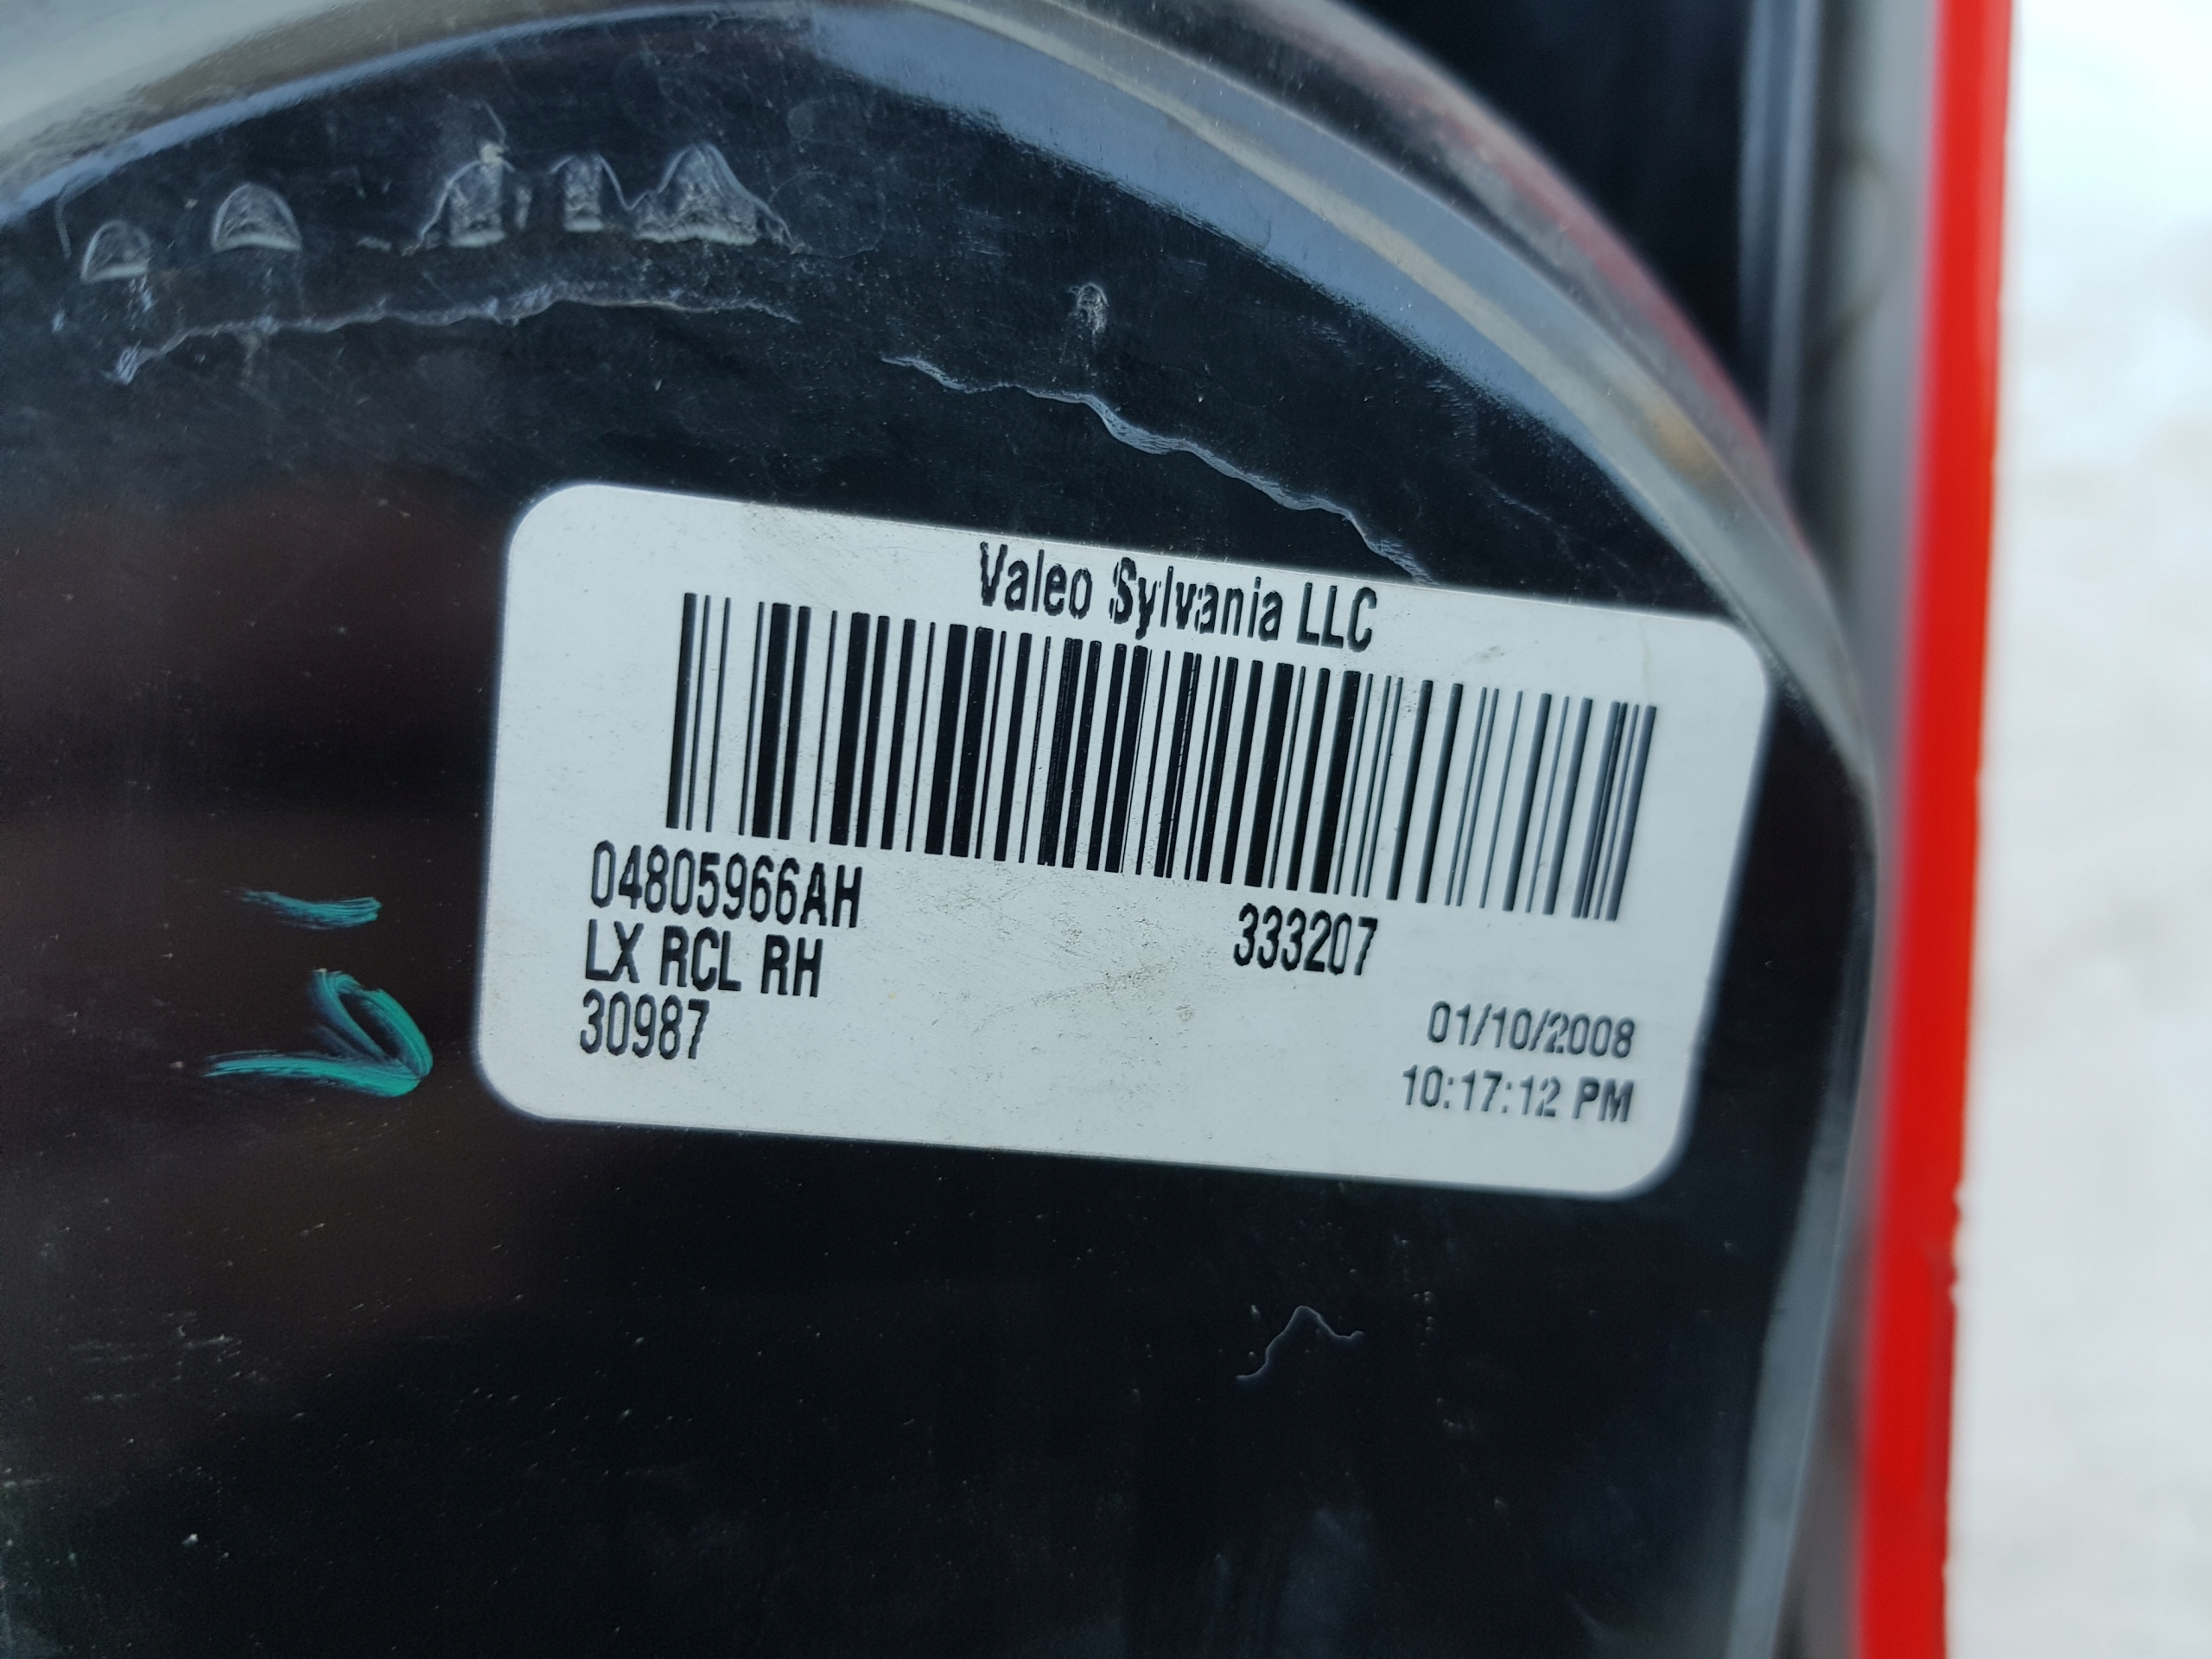 Valeo Sylvania LLC
04805966AH
333207
LX RCL RH
30987
01/10/2008
10:17:12 PM